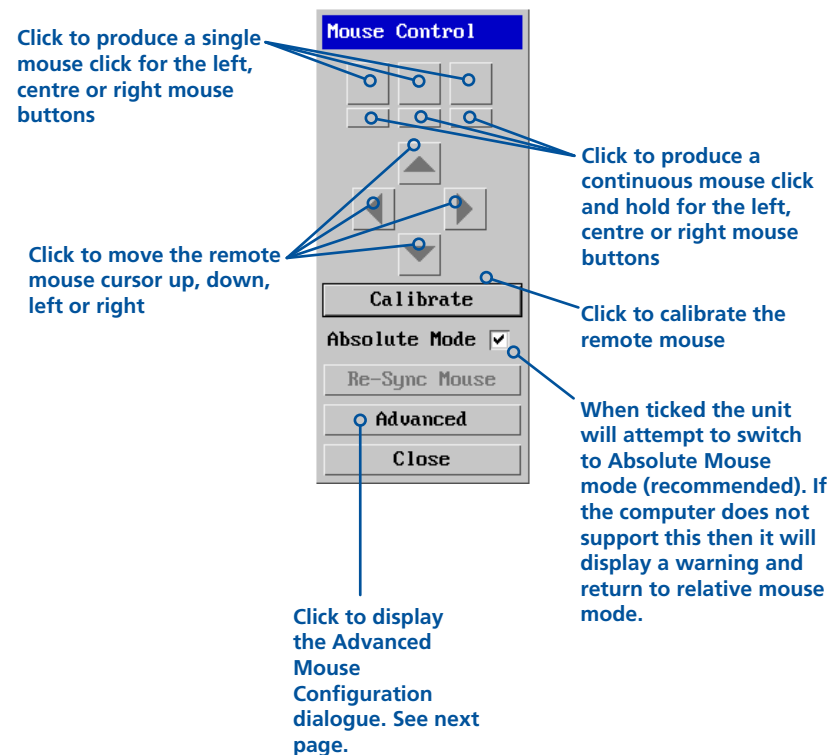 Mouse Control
Click to produce a single
mouse click for the left,
centre or right mouse
buttons
Click to produce a
continuous mouse click
and hold for the left,
centre or right mouse
buttons
Click to move the remote
mouse cursor up, down,
left or right
Calibrate
Click to calibrate the
remote mouse
Absolute Mode
Re-Sync Mouse
Advanced
Close
When ticked the unit
will attempt to switch
to Absolute Mouse
mode (recommended). If
the computer does not
support this then it will
display a warning and
return to relative mouse
mode.
Click to display
the Advanced
Mouse
Configuration
dialogue. See next
page.